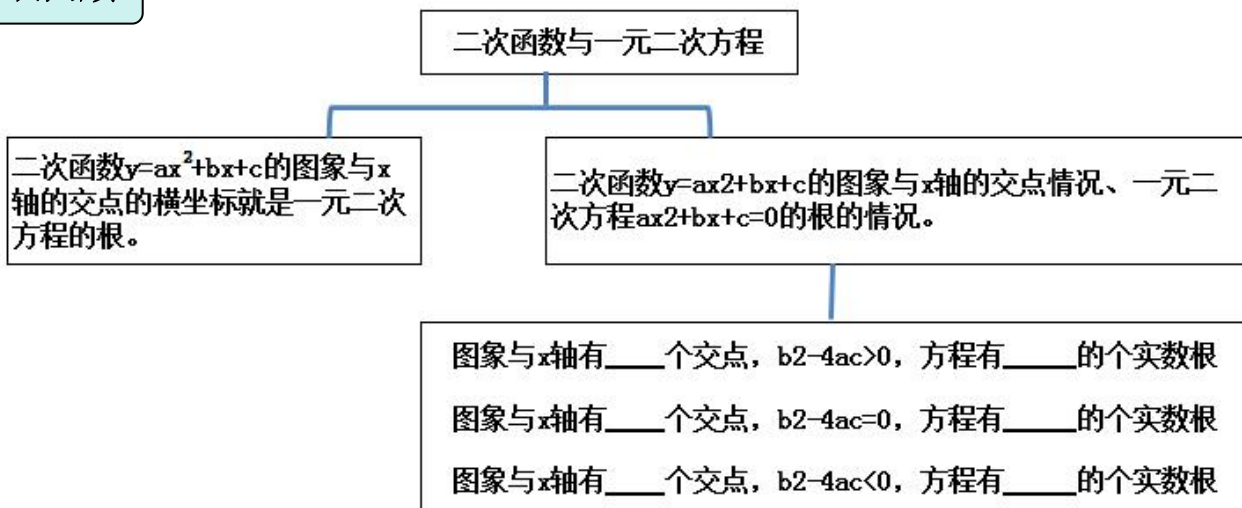 二次函数与一元二次方程
二次函数y=ax²+bx+c的图象与x
轴的交点的横坐标就是一元二次
方程的根。
二次函数y=ax2+bx+c的图象与x轴的交点情况、一元二
次方程ax2+bx+c=0的根的情况。
图象与x轴有____个交点，b2-4ac>0，方程有_____的个实数根
图象与x轴有____个交点，b2-4ac=0，方程有_____的个实数根
图象与x轴有____个交点，b2-4ac<0，方程有_____的个实数根